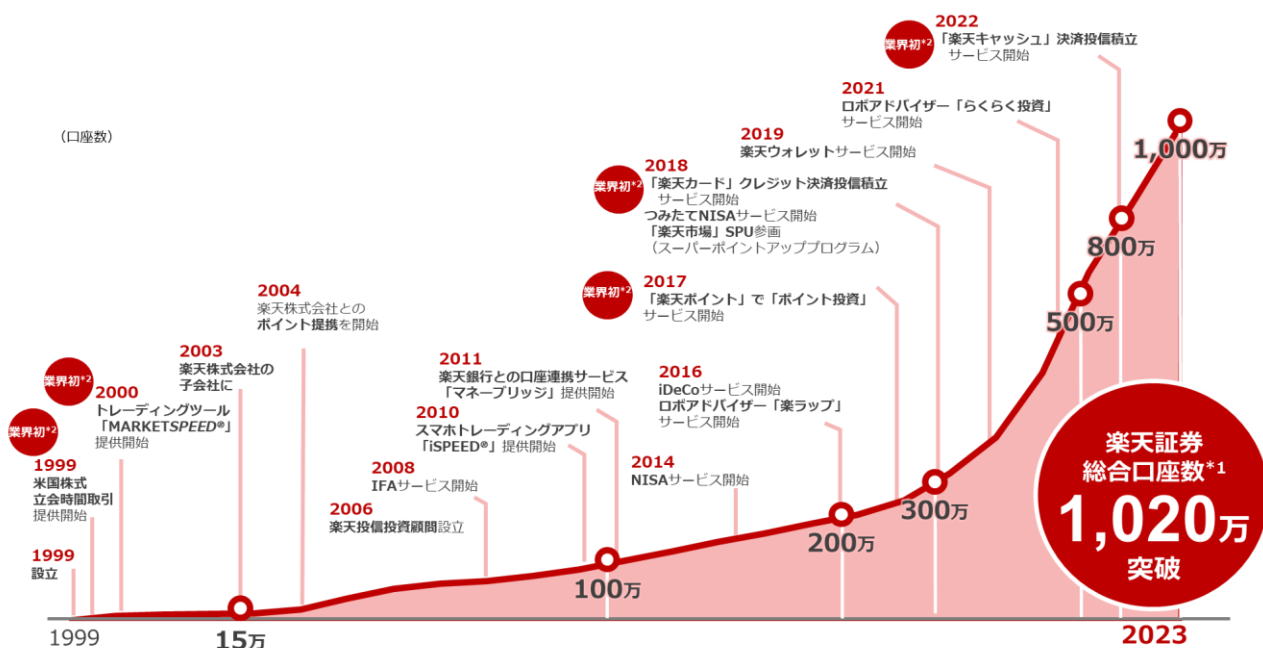 （口座数）
業界初*2
2022
「楽天キャッシュ」決済投信積立
サービス開始
2021
ロボアドバイザー「らくらく投資」
サービス開始
2019
楽天ウォレットサービス開始
業界初*2
2018
「楽天カード」クレジット決済投信積立
サービス開始
つみたてNISAサービス開始
「楽天市場」SPU参画
（スーパーポイントアッププログラム）
業界初*2
2017
「楽天ポイント」で「ポイント投資」
サービス開始
2016
iDeCoサービス開始
ロボアドバイザー「楽ラップ」
サービス開始
2014
NISAサービス開始
2011
楽天銀行との口座連携サービス
「マネーブリッジ」提供開始
2010
スマホトレーディングアプリ
「iSPEED®」提供開始
2008
IFAサービス開始
2006
楽天投信投資顧問設立
2004
楽天株式会社との
ポイント提携を開始
2003
楽天株式会社の
子会社に
業界初*2
2000
トレーディングツール
「MARKETSPEED®」
提供開始
業界初*2
1999
米国株式
立会時間取引
提供開始
1999
設立
15万
100万
200万
300万
500万
800万
1,000万
楽天証券
総合口座数*1
1,020万
突破
1999
2023